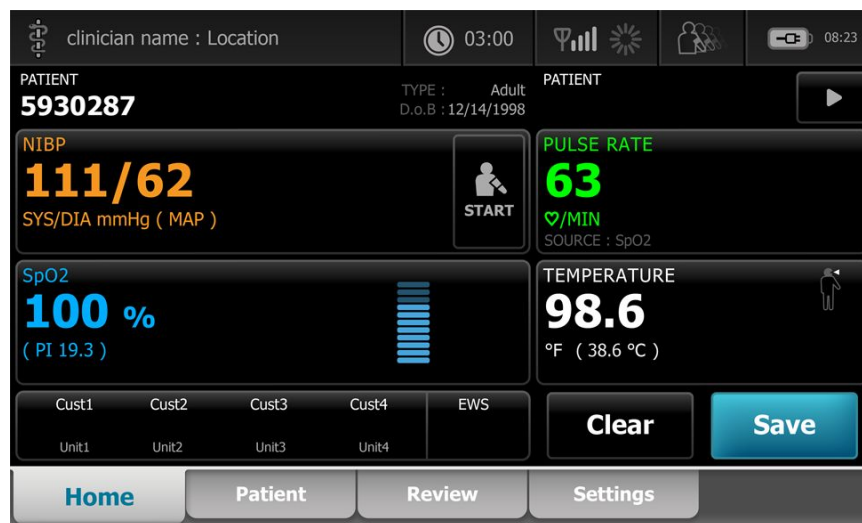 clinician name : Location
03:00
08:23
PATIENT
5930287
TYPE : Adult
D.o.B : 12/14/1998
PATIENT
NIBP
111/62
SYS/DIA mmHg ( MAP )
START
PULSE RATE
63
♡/MIN
SOURCE : SpO2
SpO2
100 %
( PI 19.3 )
TEMPERATURE
98.6
°F ( 38.6 °C )
Cust1 Cust2 Cust3 Cust4 EWS
Unit1 Unit2 Unit3 Unit4
Clear
Save
Home Patient Review Settings